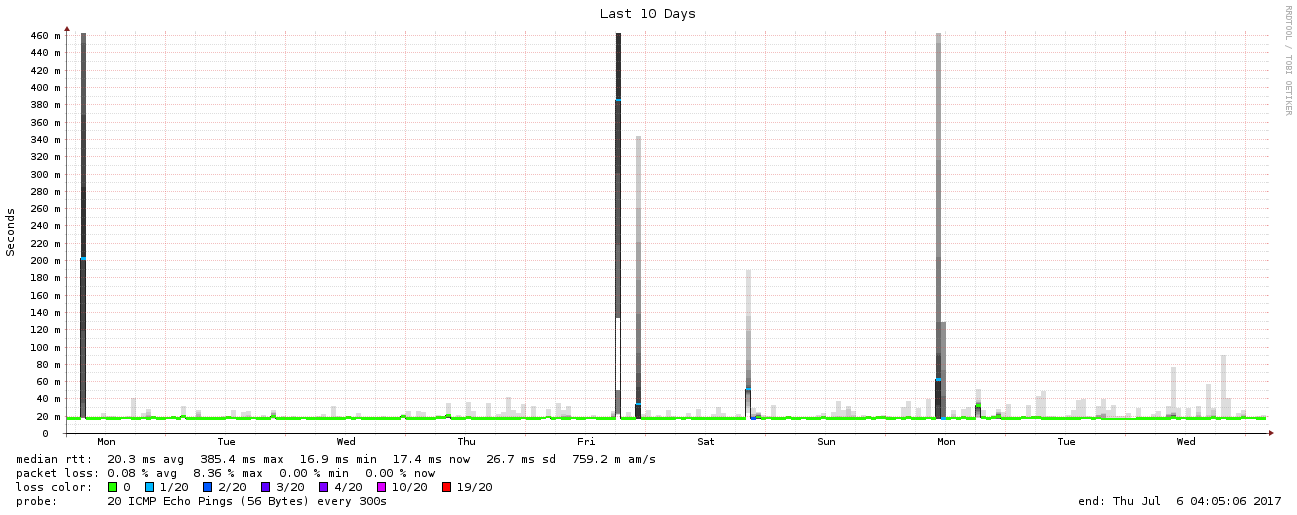 Last 10 Days
RRDTOOL / TOBI OETIKER
Seconds
460 m
440 m
420 m
400 m
380 m
360 m
340 m
320 m
300 m
280 m
260 m
240 m
220 m
200 m
180 m
160 m
140 m
120 m
100 m
80 m
60 m
40 m
20 m
0
Mon Tue Wed Thu Fri Sat Sun Mon Tue Wed
median rtt: 20.3 ms avg 385.4 ms max 16.9 ms min 17.4 ms now 26.7 ms sd 759.2 m am/s
packet loss: 0.08 % avg 8.36 % max 0.00 % min 0.00 % now
loss color: 0 1/20 2/20 3/20 4/20 10/20 19/20
probe: 20 ICMP Echo Pings (56 Bytes) every 300s end: Thu Jul 6 04:05:06 2017